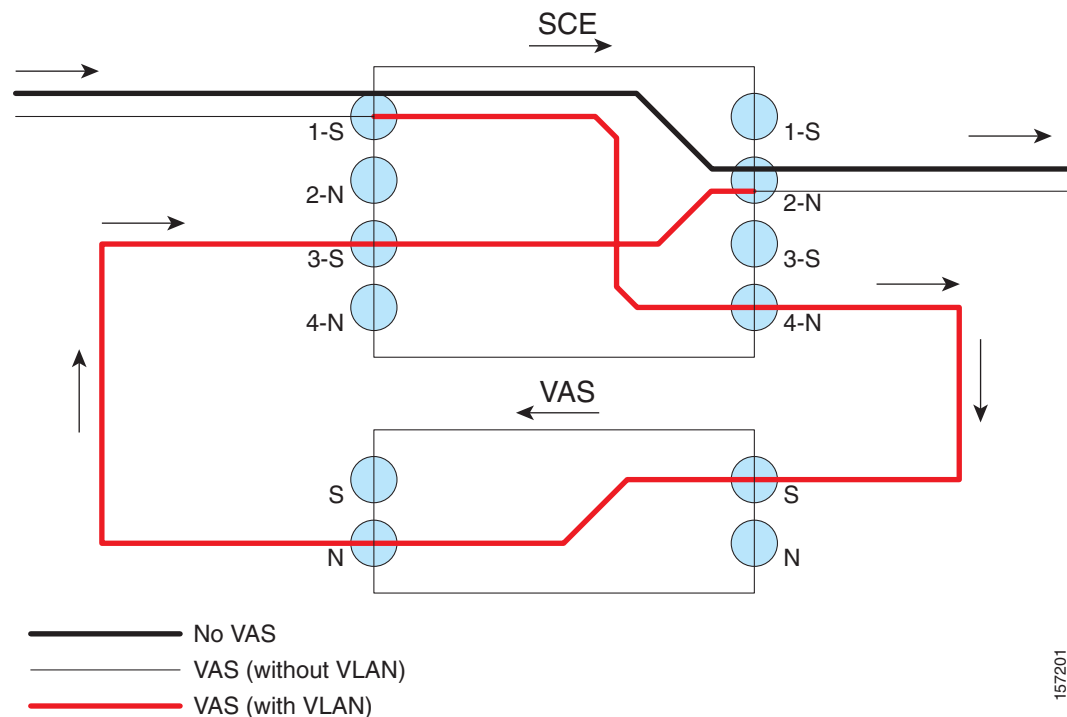 SCE
1-S
1-S
2-N
2-N
3-S
3-S
4-N
4-N
VAS
S
S
N
N
No VAS
VAS (without VLAN)
VAS (with VLAN)
157201